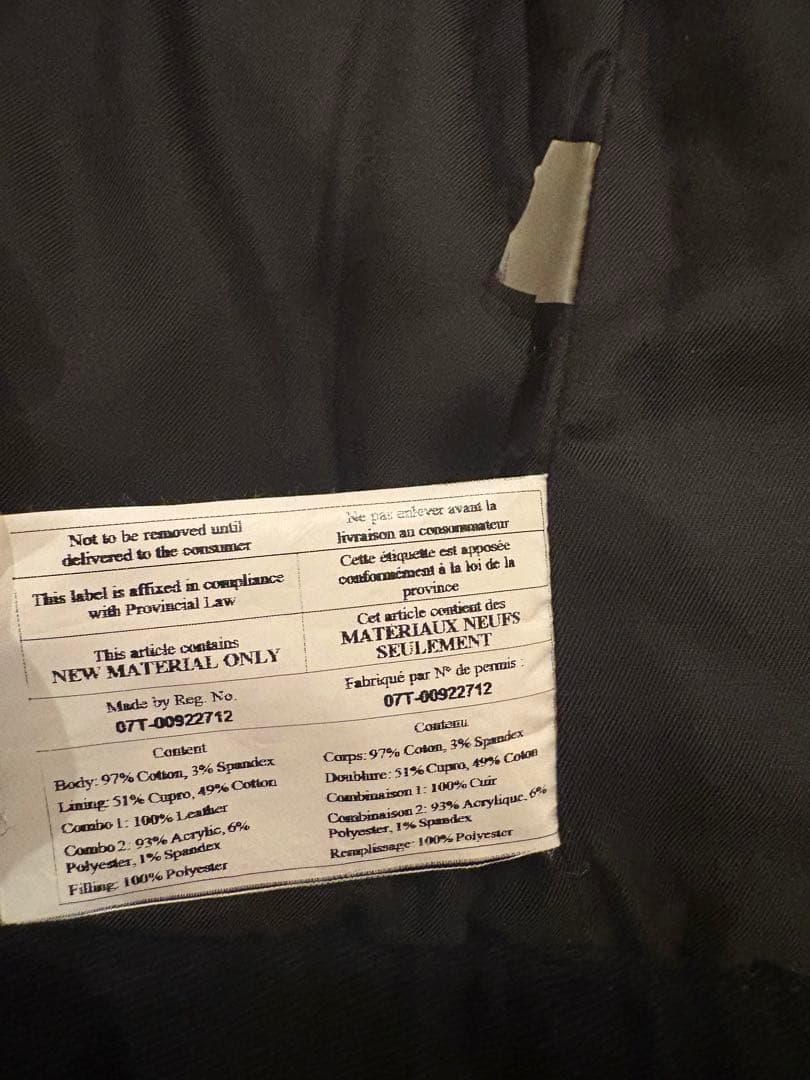 Not to be removed until
delivered to the consumer
Ne pas enlever avant la
livraison au consommateur
This label is affixed in compliance
with Provincial Law
Cette étiquette est apposée
conformément à la loi de la
province
This article contains
NEW MATERIAL ONLY
Cet article contient des
MATERIAUX NEUFS
SEULEMENT
Made by Reg. No.
07T-00922712
Fabriqué par N° de permis :
07T-00922712
Content
Body: 97% Cotton, 3% Spandex
Lining: 51% Cupro, 49% Cotton
Combo 1: 100% Leather
Combo 2: 93% Acrylic, 6%
Polyester, 1% Spandex
Filling: 100% Polyester
Contenu
Corps: 97% Coton, 3% Spandex
Doublure: 51% Cupro, 49% Coton
Combinaison 1: 100% Cuir
Combinaison 2: 93% Acrylique, 6%
Polyester, 1% Spandex
Remplissage: 100% Polyester